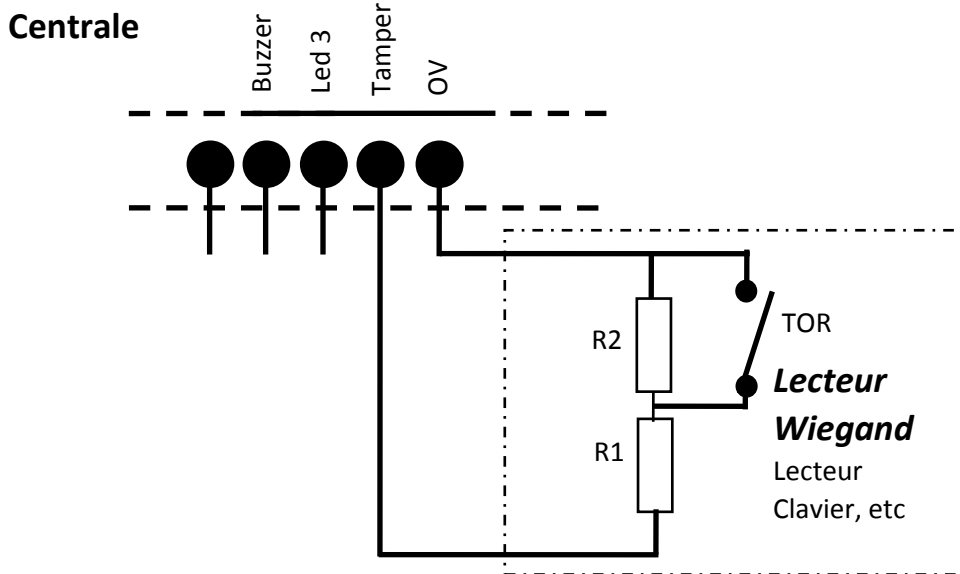 Centrale
Buzzer
Led 3
Tamper
OV
R2
TOR
Lecteur
Wiegand
R1
Lecteur
Clavier, etc